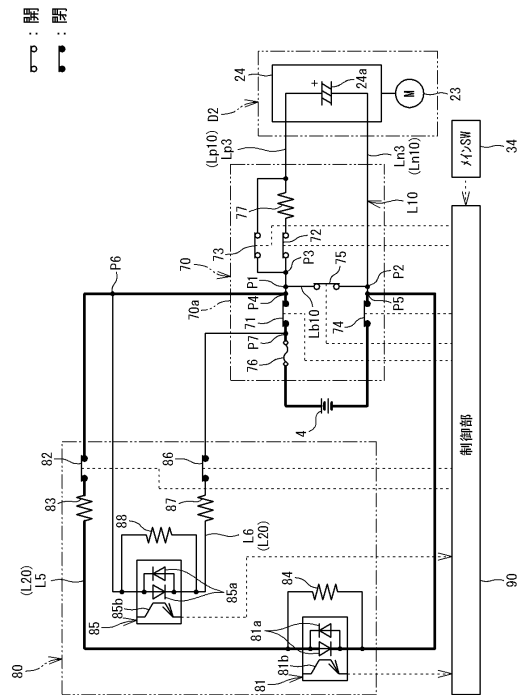 ：開
：閉
24
24a
+
M
23
D2
(Lp10)
Lp3
Ln3
(Ln10)
メインSW
34
L10
77
73
72
70
P3
75
P1
P2
P6
70a
P4
P5
71
Lb10
74
P7
76
4
制御部
82
86
83
87
88
L6
(L20)
(L20)
L5
85b
85
85a
84
81a
81b
81
80
90